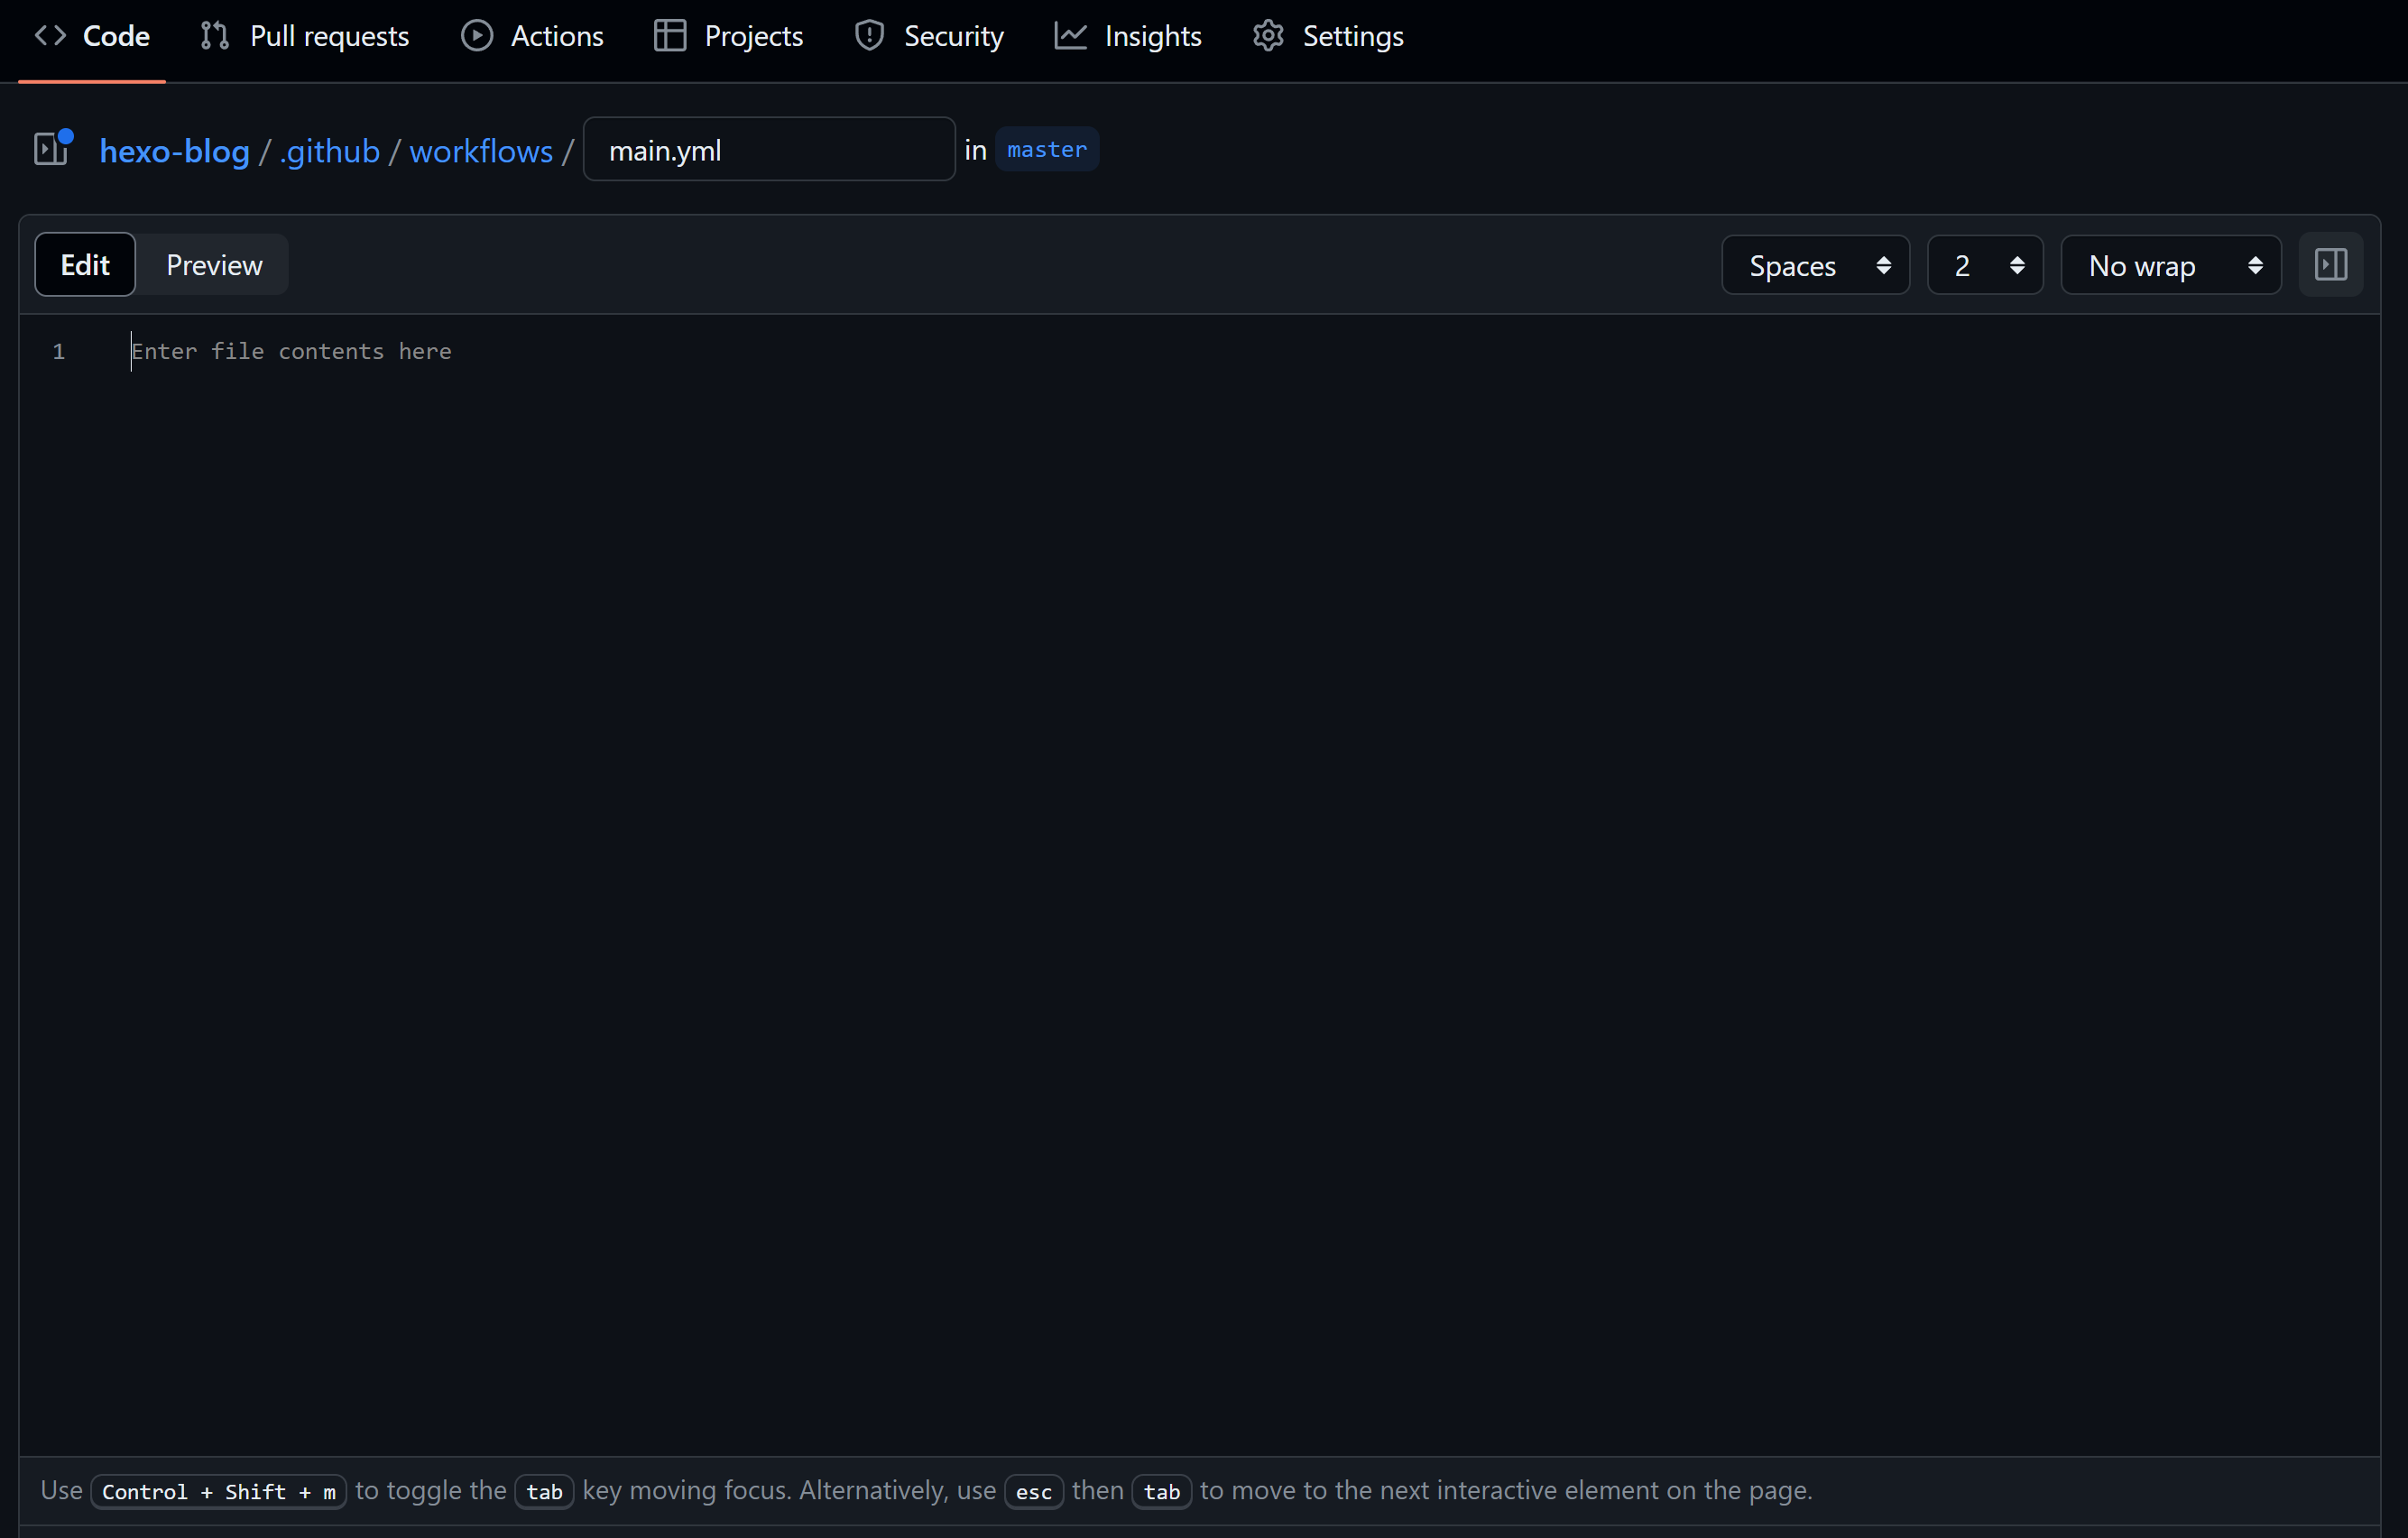 Code Pull requests Actions Projects Security Insights Settings
hexo-blog / .github / workflows / main.yml in master
Edit Preview Spaces 2 No wrap
1 Enter file contents here
Use Control + Shift + m to toggle the tab key moving focus. Alternatively, use esc then tab to move to the next interactive element on the page.